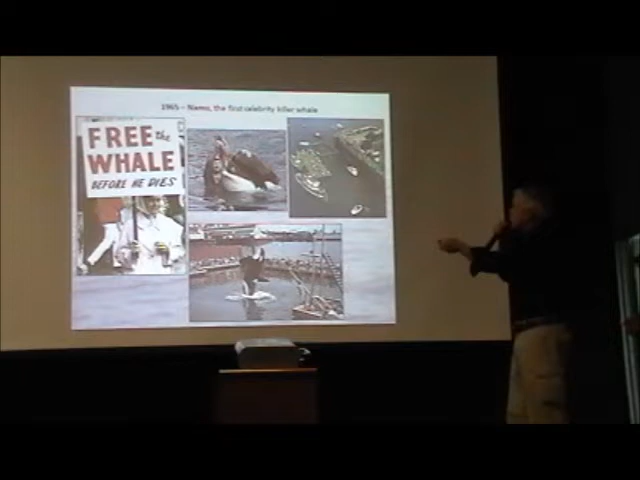 1965 – Namu, the first celebrity killer whale
FREE the
WHALE
BEFORE HE DIES